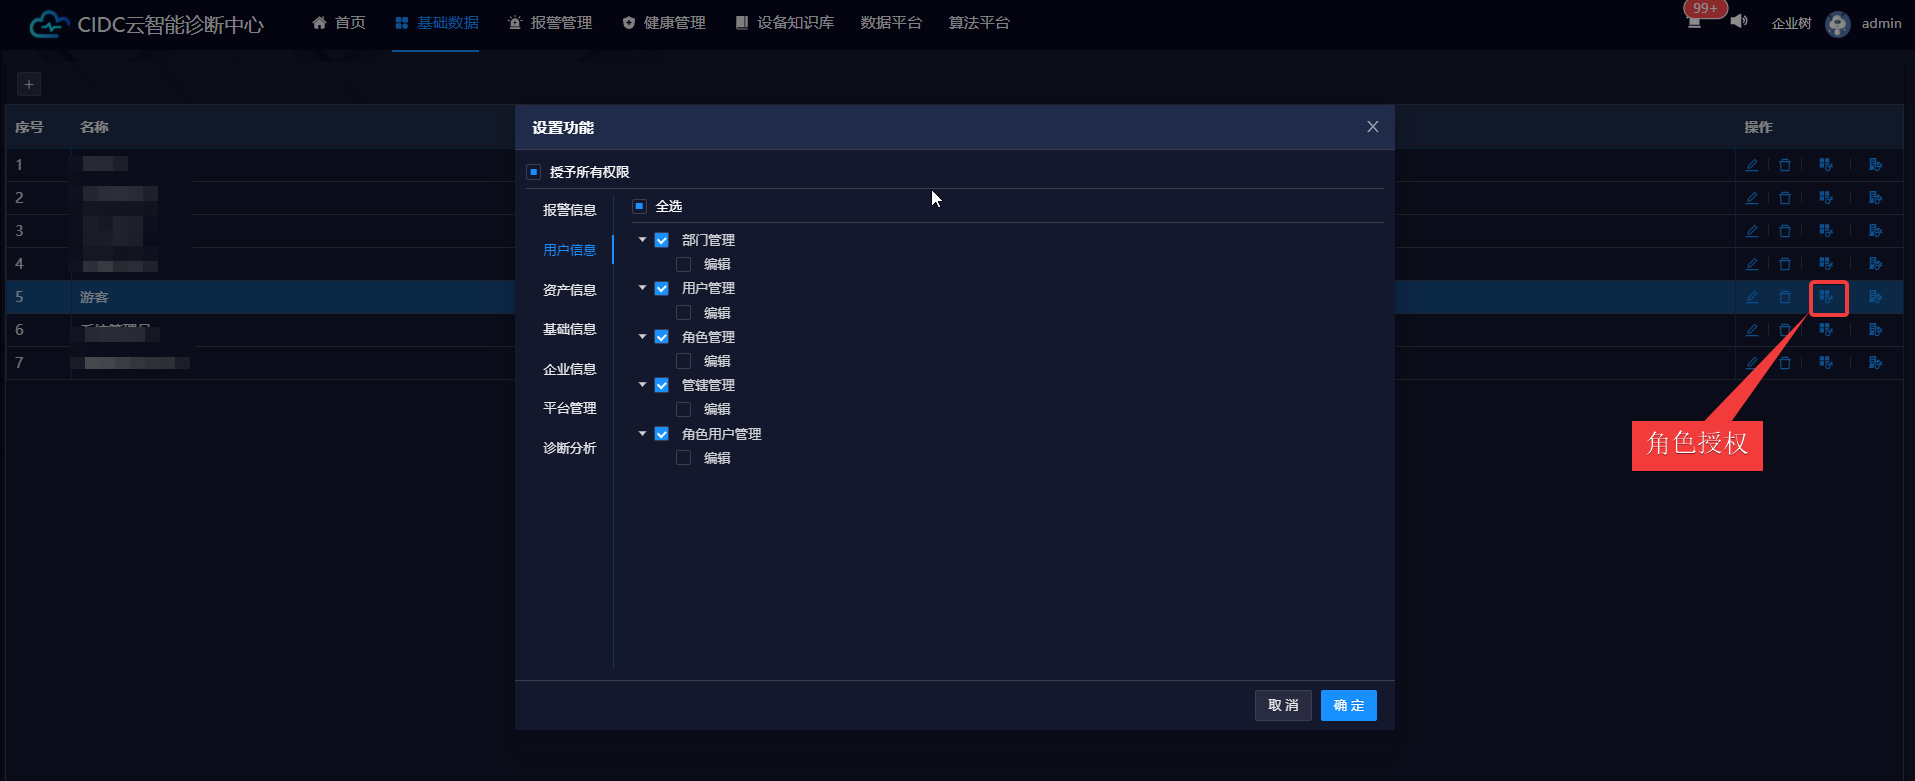 CIDC云智能诊断中心 首页 基础数据 报警管理 健康管理 设备知识库 数据平台 算法平台 99+ 企业树 admin
+
序号 名称 操作
设置功能
授予所有权限
报警信息
用户信息
资产信息
基础信息
企业信息
平台管理
诊断分析
全选
部门管理
编辑
用户管理
编辑
角色管理
编辑
管辖管理
编辑
角色用户管理
编辑
取 消 确 定
1
2
3
4
5 游客
6
7
角色授权